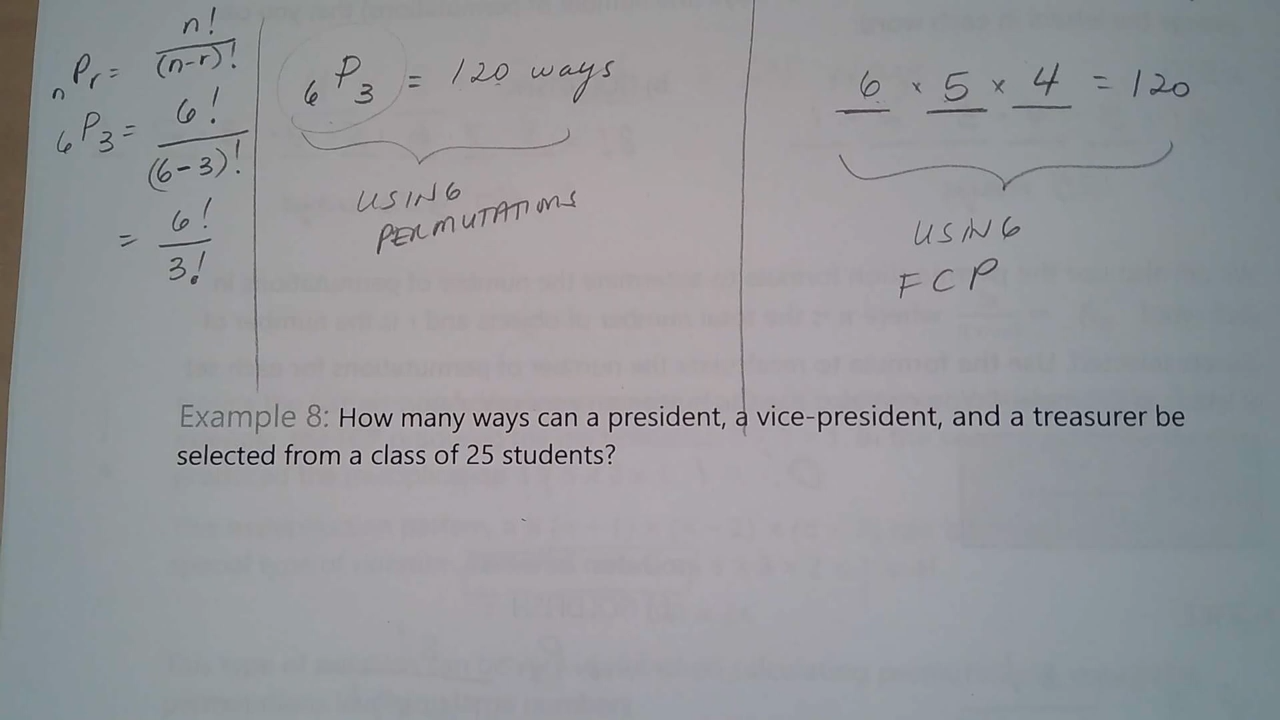 nPr = n!/(n-r)!
6P3 = 6!/(6-3)!
= 6!/3!
6P3 = 120 ways
USING
PERMUTATIONS
6 × 5 × 4 = 120
USING
FCP
Example 8: How many ways can a president, a vice-president, and a treasurer be
selected from a class of 25 students?